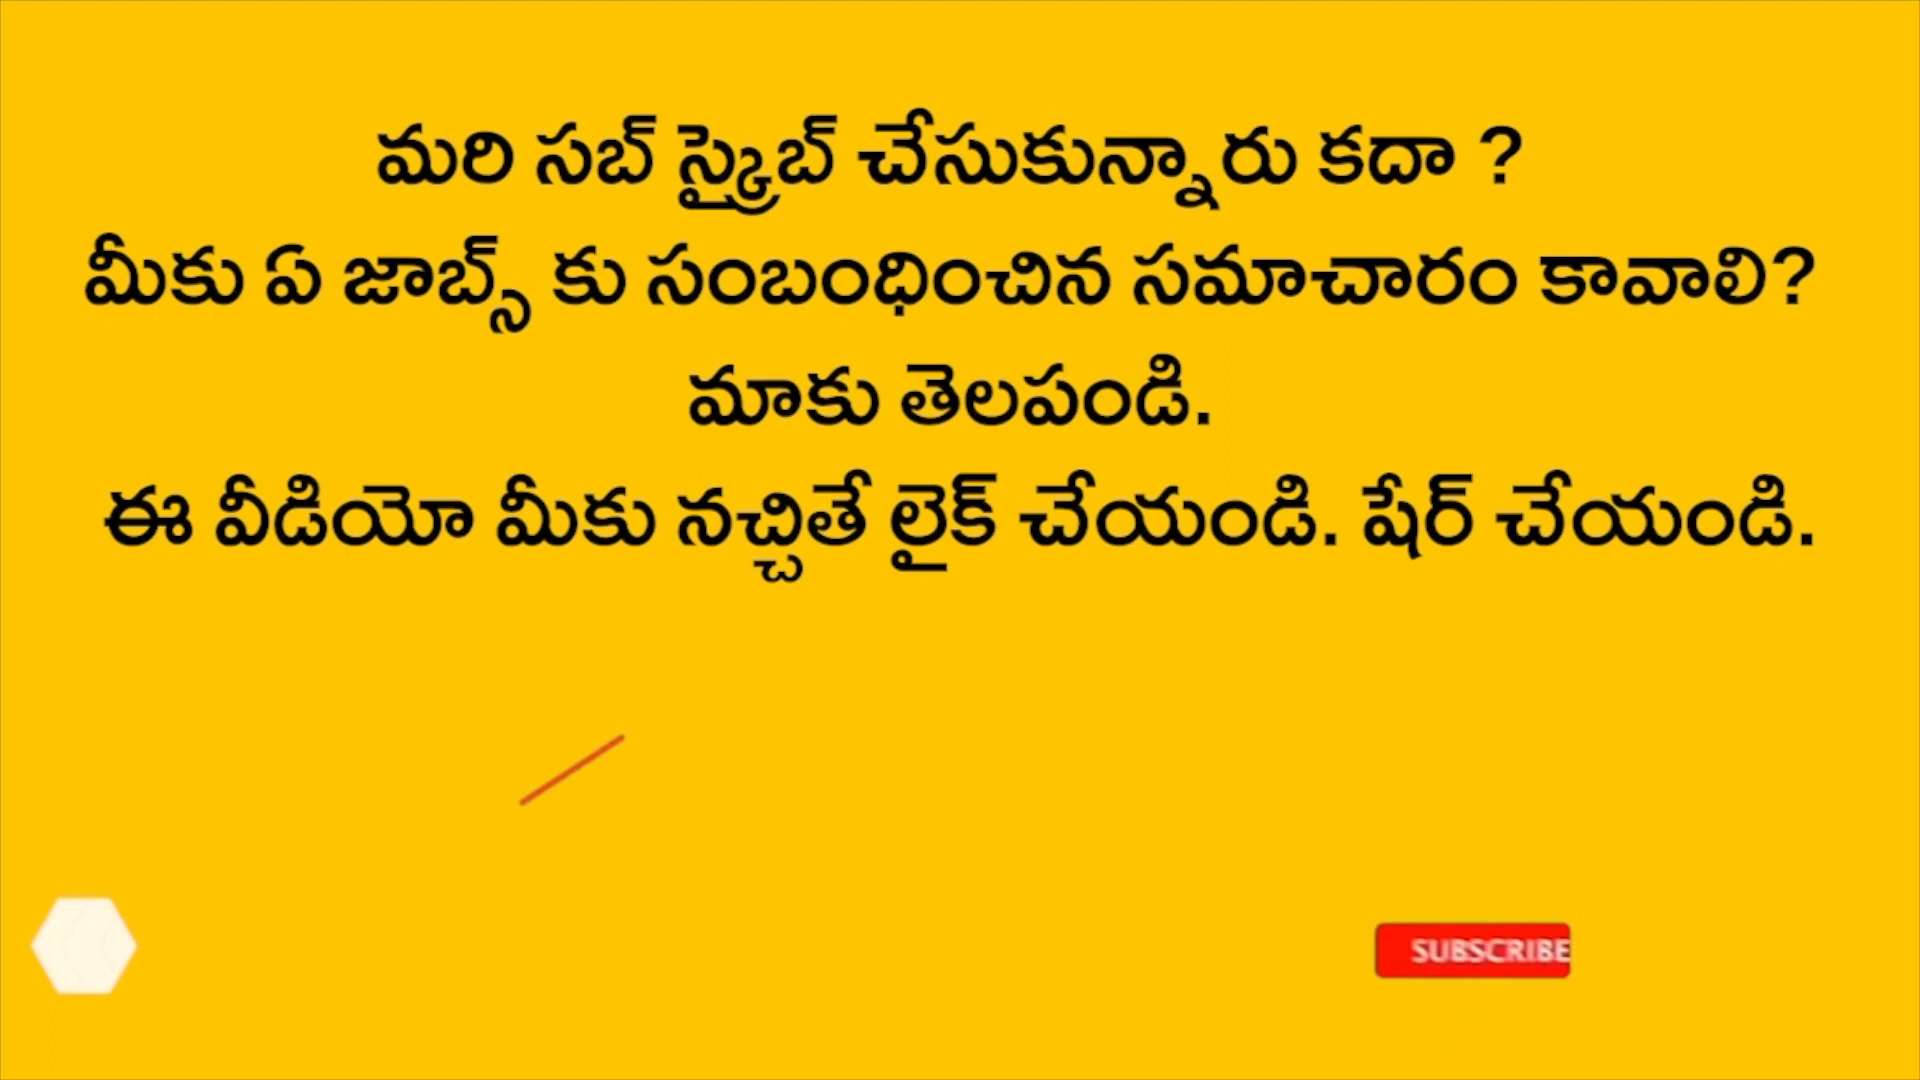 మరి సబ్ స్క్రైబ్ చేసుకున్నారు కదా ?
మీకు ఏ జాబ్స్ కు సంబంధించిన సమాచారం కావాలి?
మాకు తెలపండి.
ఈ వీడియో మీకు నచ్చితే లైక్ చేయండి. షేర్ చేయండి.
SUBSCRIBE